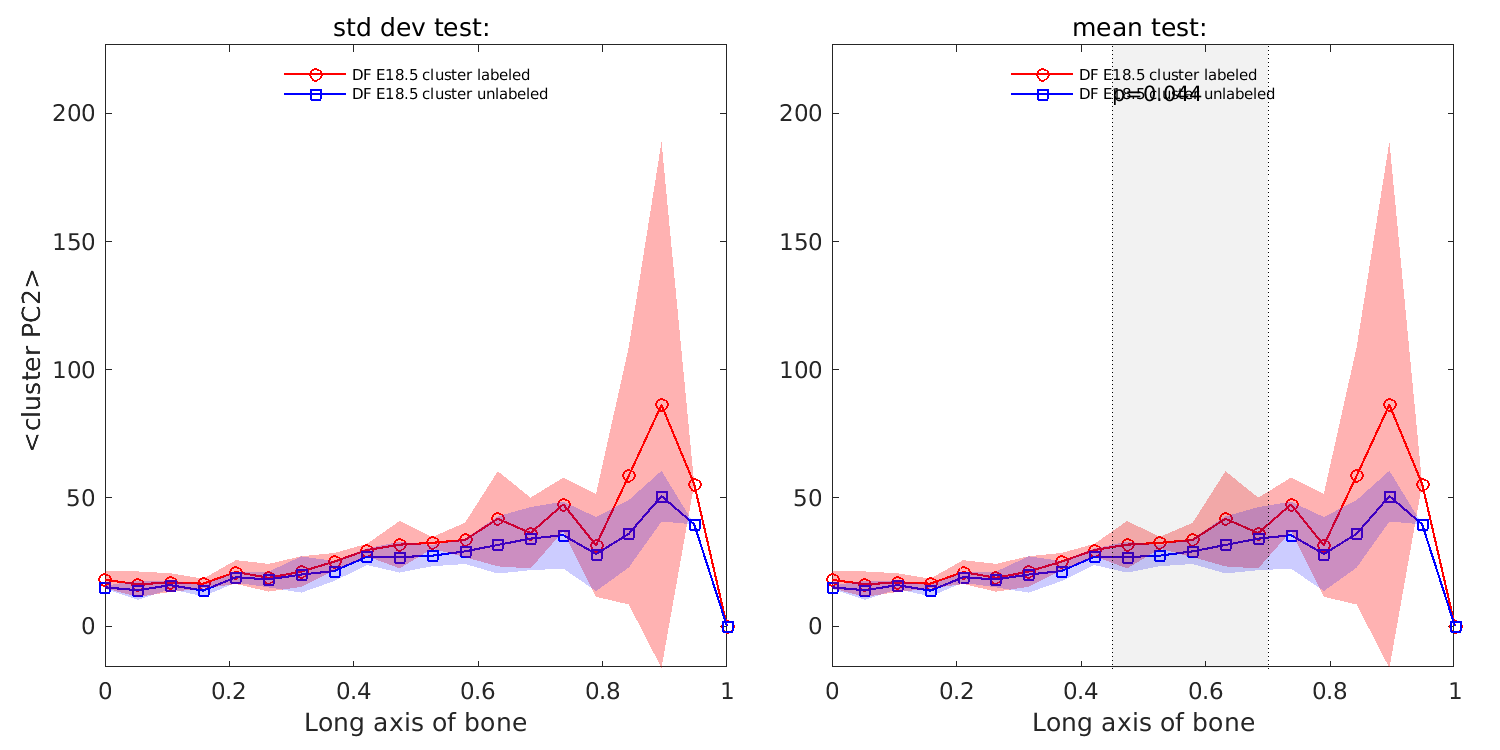 std dev test:
DF E18.5 cluster labeled
DF E18.5 cluster unlabeled
200
150
100
50
0
<cluster PC2>
0 0.2 0.4 0.6 0.8 1
Long axis of bone
mean test:
DF E18.5 cluster labeled
DF E18.5 cluster unlabeled
p=0.044
200
150
100
50
0
0 0.2 0.4 0.6 0.8 1
Long axis of bone